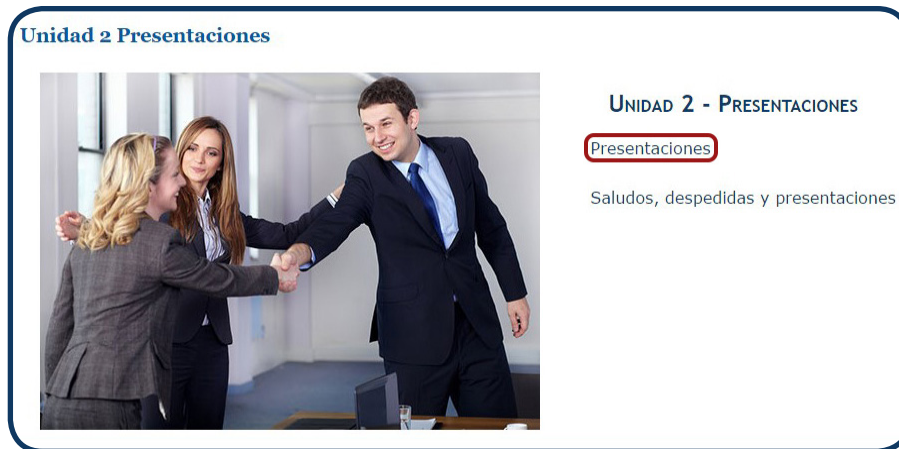 Unidad 2 Presentaciones
Unidad 2 - Presentaciones
Presentaciones
Saludos, despedidas y presentaciones